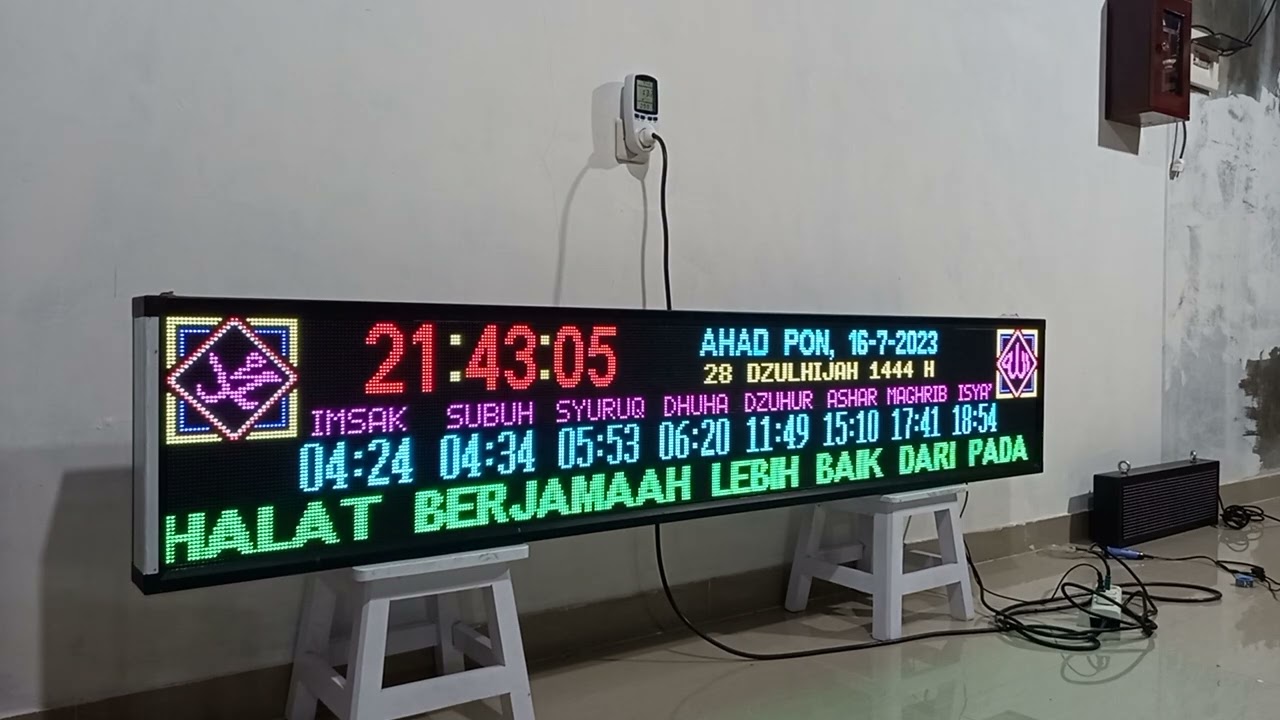 محمد
21:43:05
AHAD PON, 16-7-2023
28 DZULHIJAH 1444 H
الله
IMSAK SUBUH SYURUQ DHUHA DZUHUR ASHAR MAGHRIB ISYA'
04:24 04:34 05:53 06:20 11:49 15:10 17:41 18:54
HALAT BERJAMAAH LEBIH BAIK DARI PADA